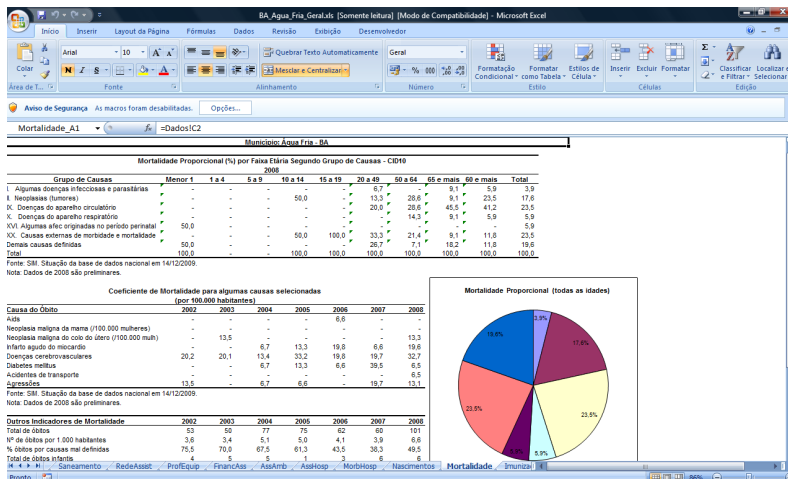 BA_Agua_Fria_Geral.xls [Somente leitura] [Modo de Compatibilidade] - Microsoft Excel
Início Inserir Layout da Página Fórmulas Dados Revisão Exibição Desenvolvedor
Arial 10 A A Quebrar Texto Automaticamente Geral
Colar N I S A Mesclar e Centralizar % 000 Formatação Condicional Formatar como Tabela Estilos de Célula Inserir Excluir Formatar Classificar e Filtrar Localizar e Selecionar
Área de T... Fonte Alinhamento Número Estilo Células Edição
Aviso de Segurança As macros foram desabilitadas. Opções...
Mortalidade_A1 fx =Dados!C2
Município: Água Fria - BA
Mortalidade Proporcional (%) por Faixa Etária Segundo Grupo de Causas - CID10
2008
Grupo de Causas Menor 1 1 a 4 5 a 9 10 a 14 15 a 19 20 a 49 50 a 64 65 e mais 60 e mais Total
I. Algumas doenças infecciosas e parasitárias - - - - - 6,7 - 9,1 5,9 3,9
II. Neoplasias (tumores) - - - 50,0 - 13,3 28,6 9,1 23,5 17,6
IX. Doenças do aparelho circulatório - - - - - 20,0 28,6 45,5 41,2 23,5
X. Doenças do aparelho respiratório - - - - - - 14,3 9,1 5,9 5,9
XVI. Algumas afec originadas no período perinatal 50,0 - - - - - - - - 5,9
XX. Causas externas de morbidade e mortalidade - - - 50,0 100,0 33,3 21,4 9,1 11,8 23,5
Demais causas definidas 50,0 - - - - 26,7 7,1 18,2 11,8 19,6
Total 100,0 - - 100,0 100,0 100,0 100,0 100,0 100,0 100,0
Fonte: SIM. Situação da base de dados nacional em 14/12/2009.
Nota: Dados de 2008 são preliminares.
Coeficiente de Mortalidade para algumas causas selecionadas
(por 100.000 habitantes)
Causa do Óbito 2002 2003 2004 2005 2006 2007 2008
Aids - - - - 6,6 - -
Neoplasia maligna da mama (/100.000 mulheres) - - - - - - -
Neoplasia maligna do colo do útero (/100.000 mulh) - 13,5 - - - - 13,3
Infarto agudo do miocardio - - 6,7 13,3 19,8 6,6 19,6
Doenças cerebrovasculares 20,2 20,1 13,4 33,2 19,8 19,7 32,7
Diabetes mellitus - - 6,7 13,3 6,6 39,5 6,5
Acidentes de transporte - - - - - - 6,5
Agressões 13,5 - 6,7 6,6 - 19,7 13,1
Fonte: SIM. Situação da base de dados nacional em 14/12/2009.
Nota: Dados de 2008 são preliminares.
Outros Indicadores de Mortalidade 2002 2003 2004 2005 2006 2007 2008
Total de óbitos 53 50 77 75 62 60 101
Nº de óbitos por 1.000 habitantes 3,6 3,4 5,1 5,0 4,1 3,9 6,6
% óbitos por causas mal definidas 75,5 70,0 67,5 61,3 43,5 38,3 49,5
Total de óbitos infantis 4 5 5 1 3 6 6
Mortalidade Proporcional (todas as idades)
3,9%
17,6%
23,5%
5,9%
23,5%
19,6%
Saneamento RedeAssist ProfEquip FinancAss AssAmb AssHosp MorbHosp Nascimentos Mortalidade Imuniza
Pronto 86%